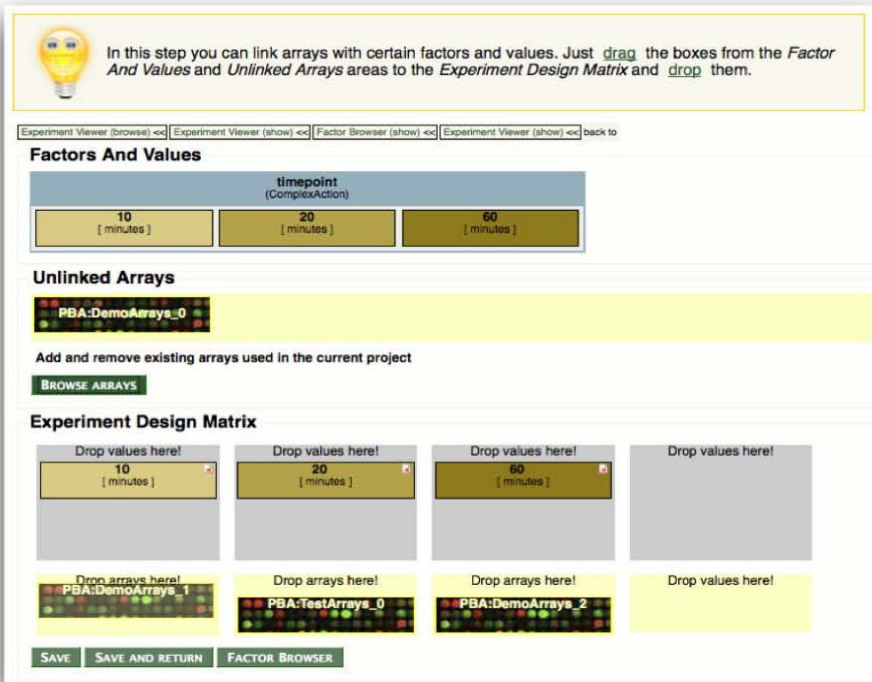 In this step you can link arrays with certain factors and values. Just drag the boxes from the Factor
And Values and Unlinked Arrays areas to the Experiment Design Matrix and drop them.
Experiment Viewer (browse) << Experiment Viewer (show) << Factor Browser (show) << Experiment Viewer (show) << back to
Factors And Values
timepoint
(ComplexAction)
10 20 60
[ minutes ] [ minutes ] [ minutes ]
Unlinked Arrays
PBA:DemoArrays_0
Add and remove existing arrays used in the current project
BROWSE ARRAYS
Experiment Design Matrix
Drop values here! Drop values here! Drop values here! Drop values here!
10 20 60
[ minutes ] [ minutes ] [ minutes ]
Drop arrays here! Drop arrays here! Drop arrays here! Drop values here!
PBA:DemoArrays_1 PBA:TestArrays_0 PBA:DemoArrays_2
SAVE SAVE AND RETURN FACTOR BROWSER